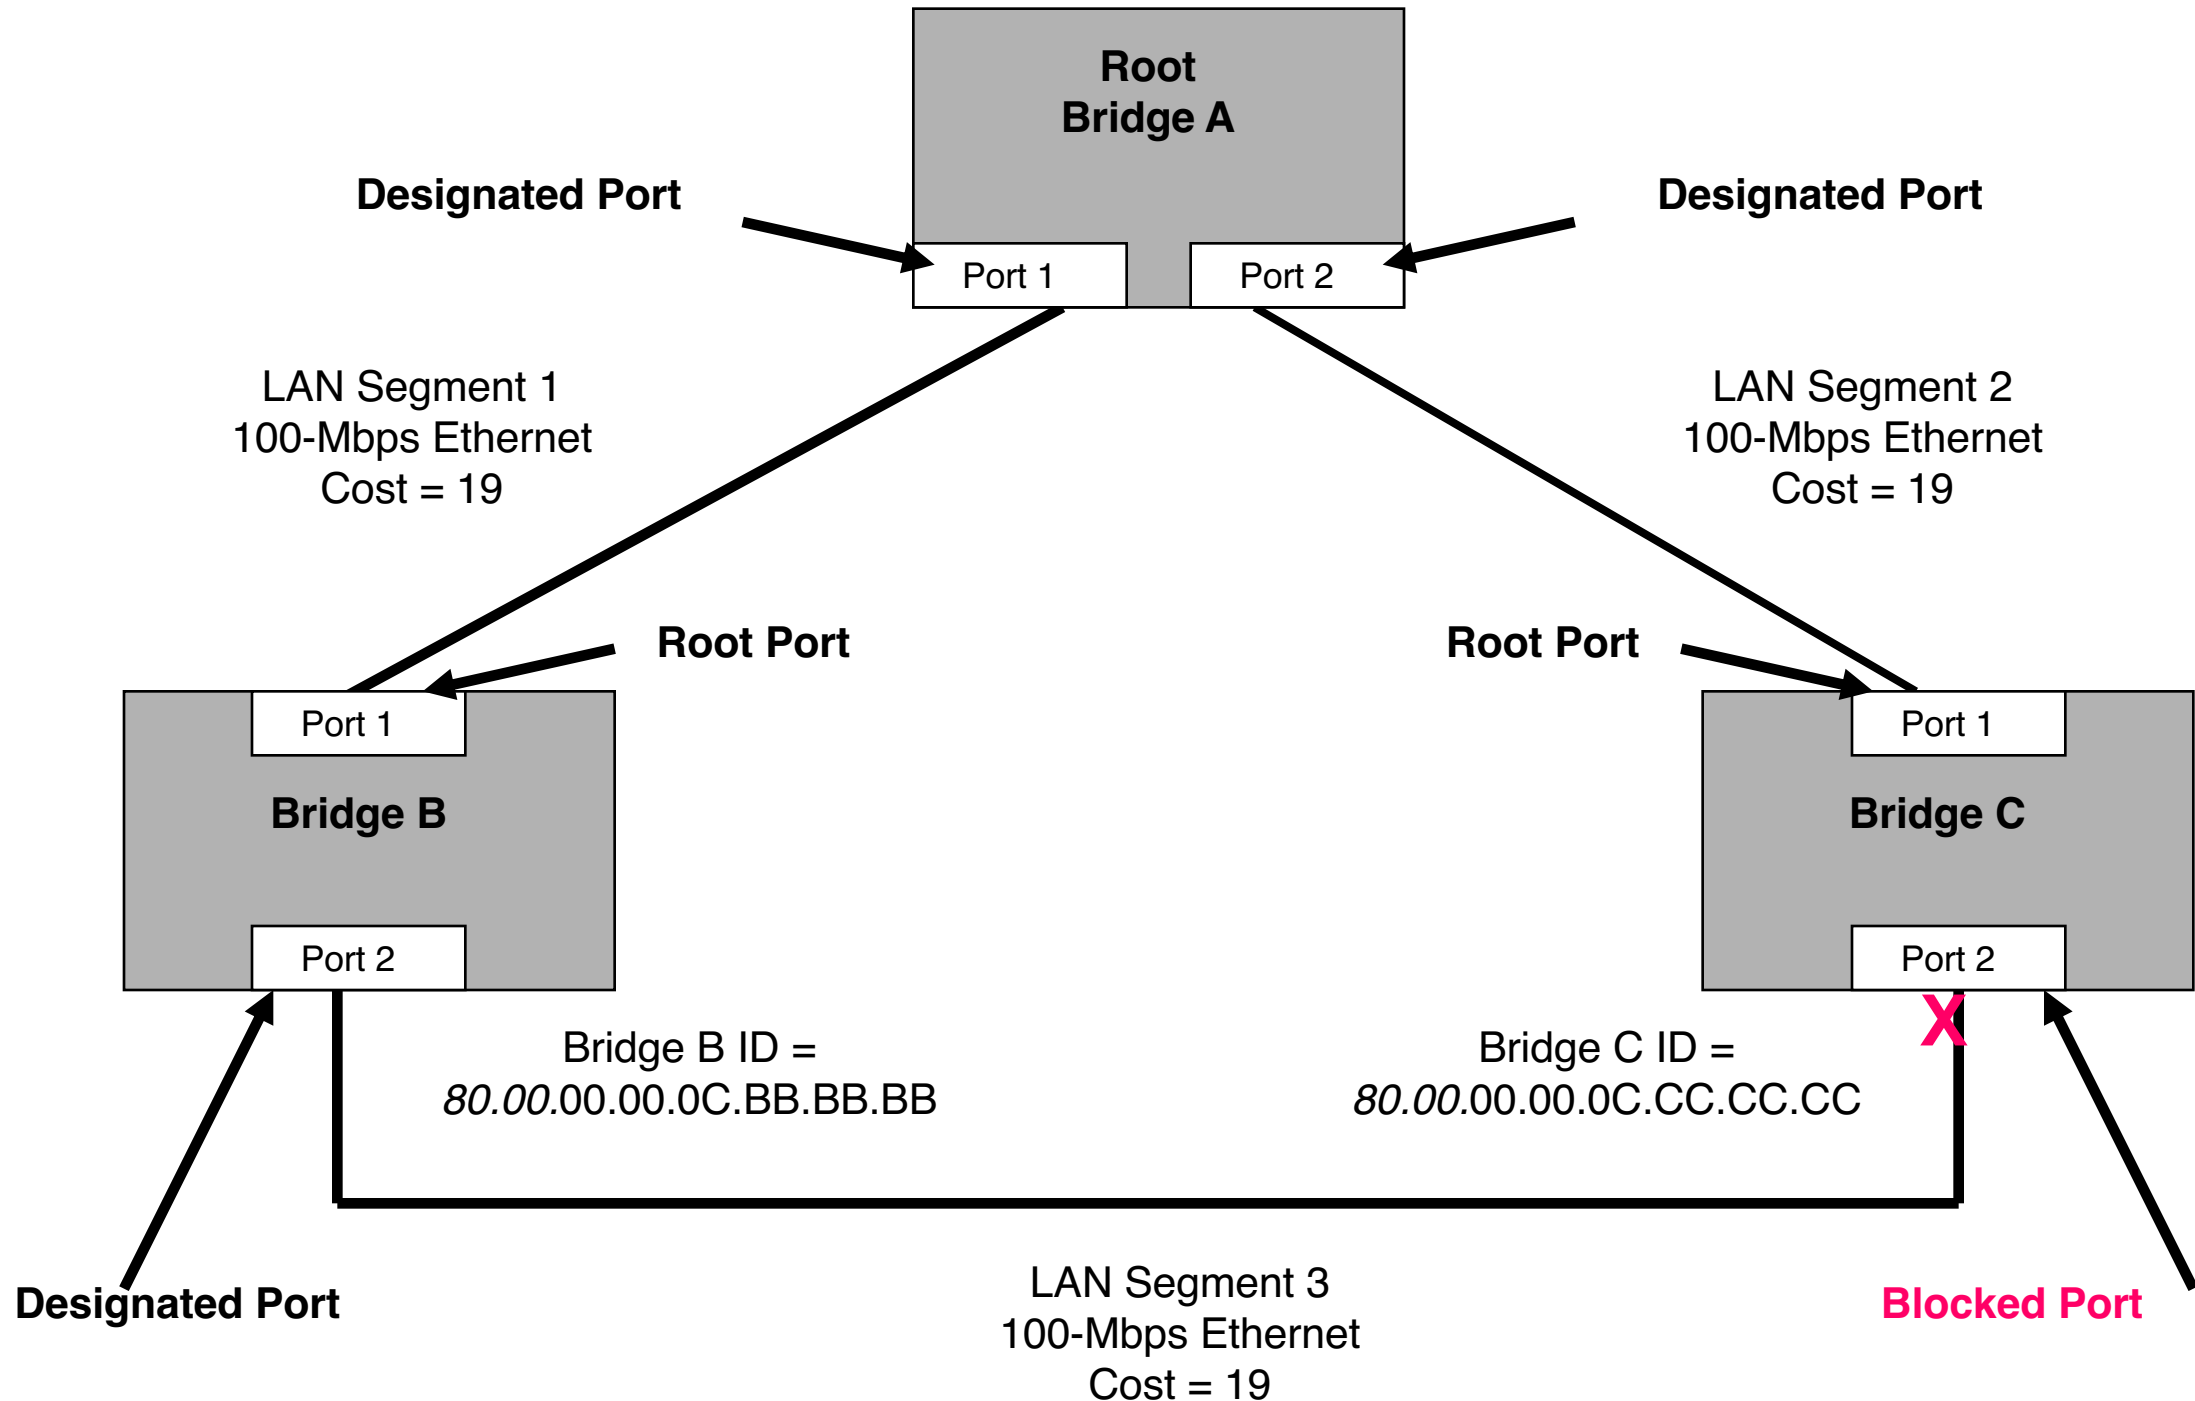 Root
Bridge A
Designated Port
Designated Port
Port 1
Port 2
LAN Segment 1
100-Mbps Ethernet
Cost = 19
LAN Segment 2
100-Mbps Ethernet
Cost = 19
Root Port
Root Port
Port 1
Bridge B
Port 2
Port 1
Bridge C
Port 2
X
Bridge B ID =
80.00.00.00.0C.BB.BB.BB
Bridge C ID =
80.00.00.00.0C.CC.CC.CC
Designated Port
LAN Segment 3
100-Mbps Ethernet
Cost = 19
Blocked Port